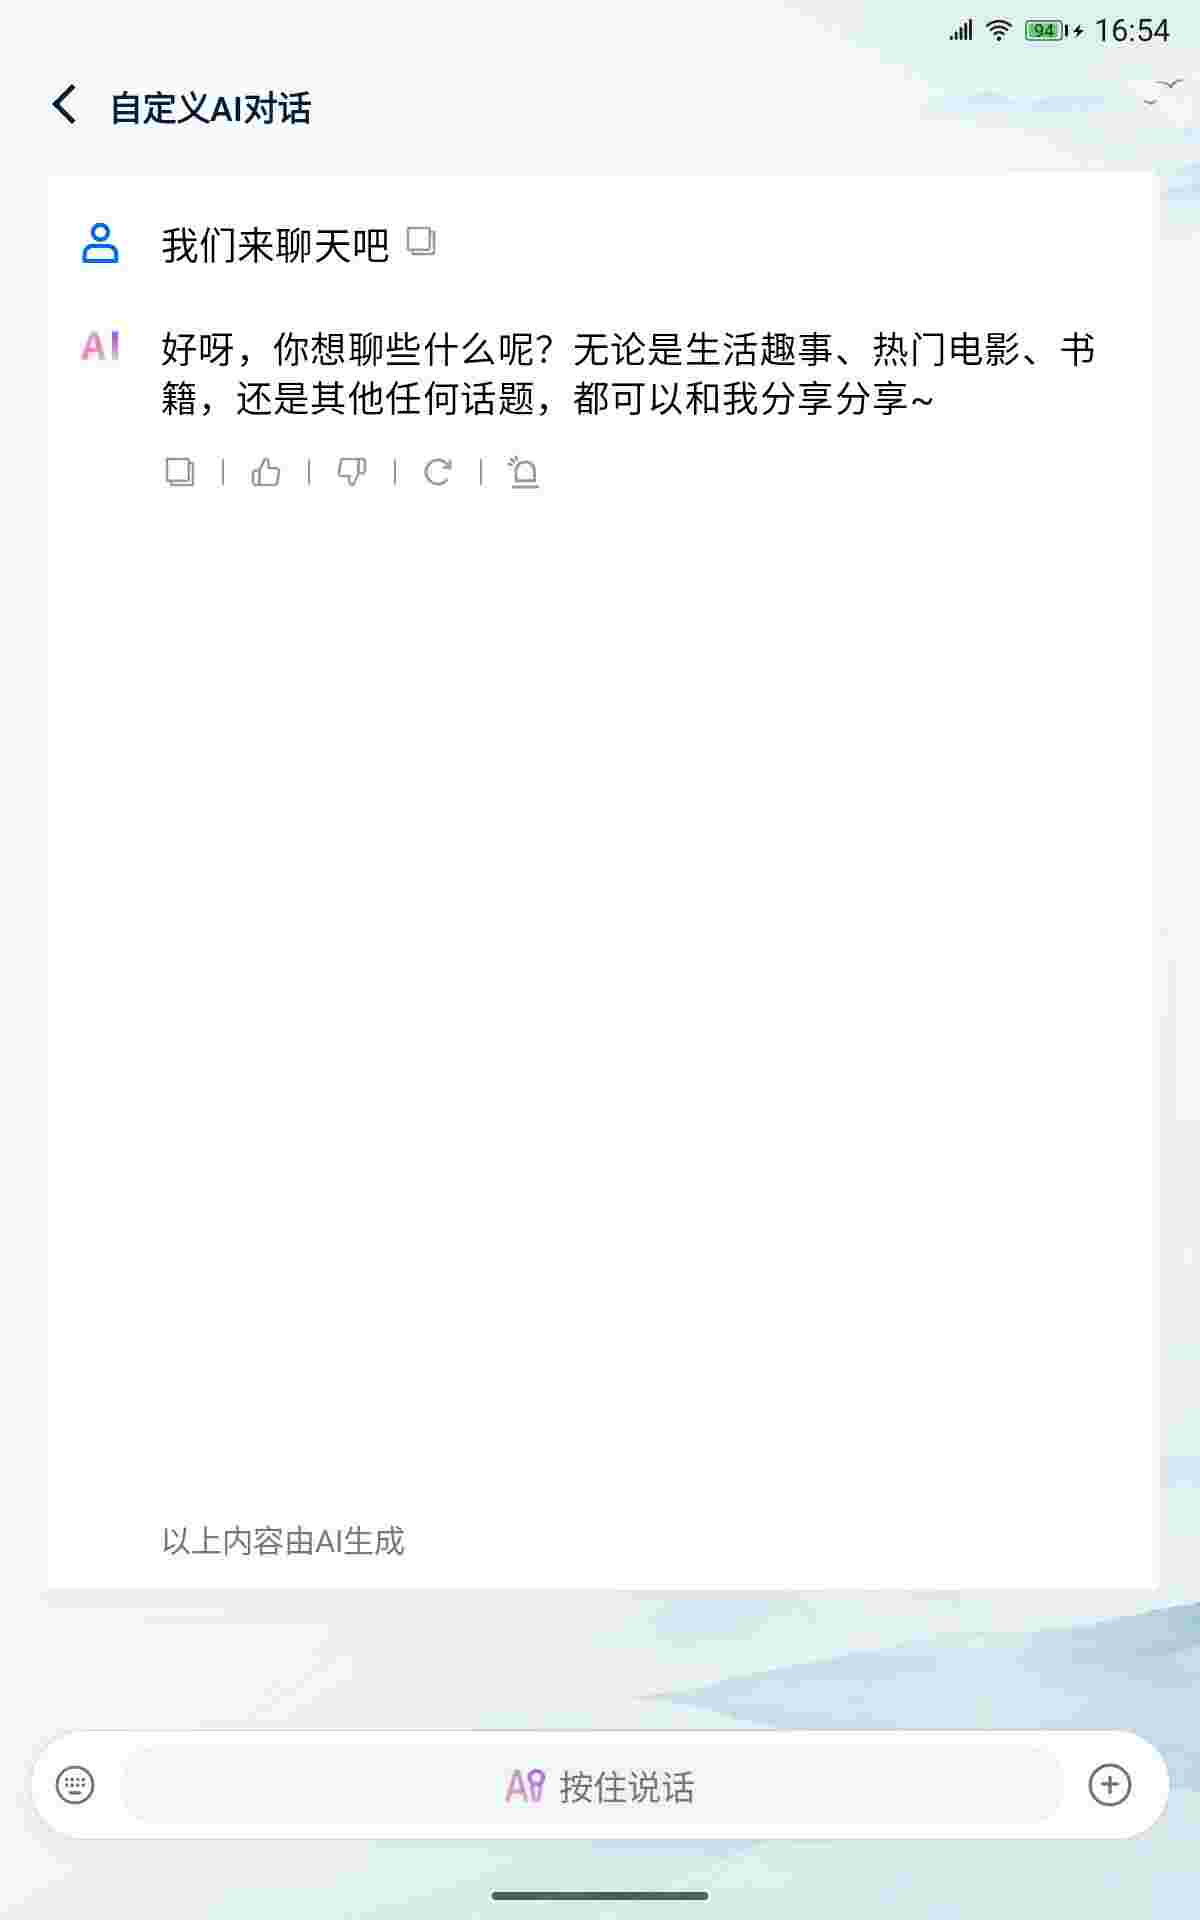 94 16:54
自定义AI对话
我们来聊天吧
AI 好呀，你想聊些什么呢？无论是生活趣事、热门电影、书
籍，还是其他任何话题，都可以和我分享分享~
以上内容由AI生成
AI 按住说话